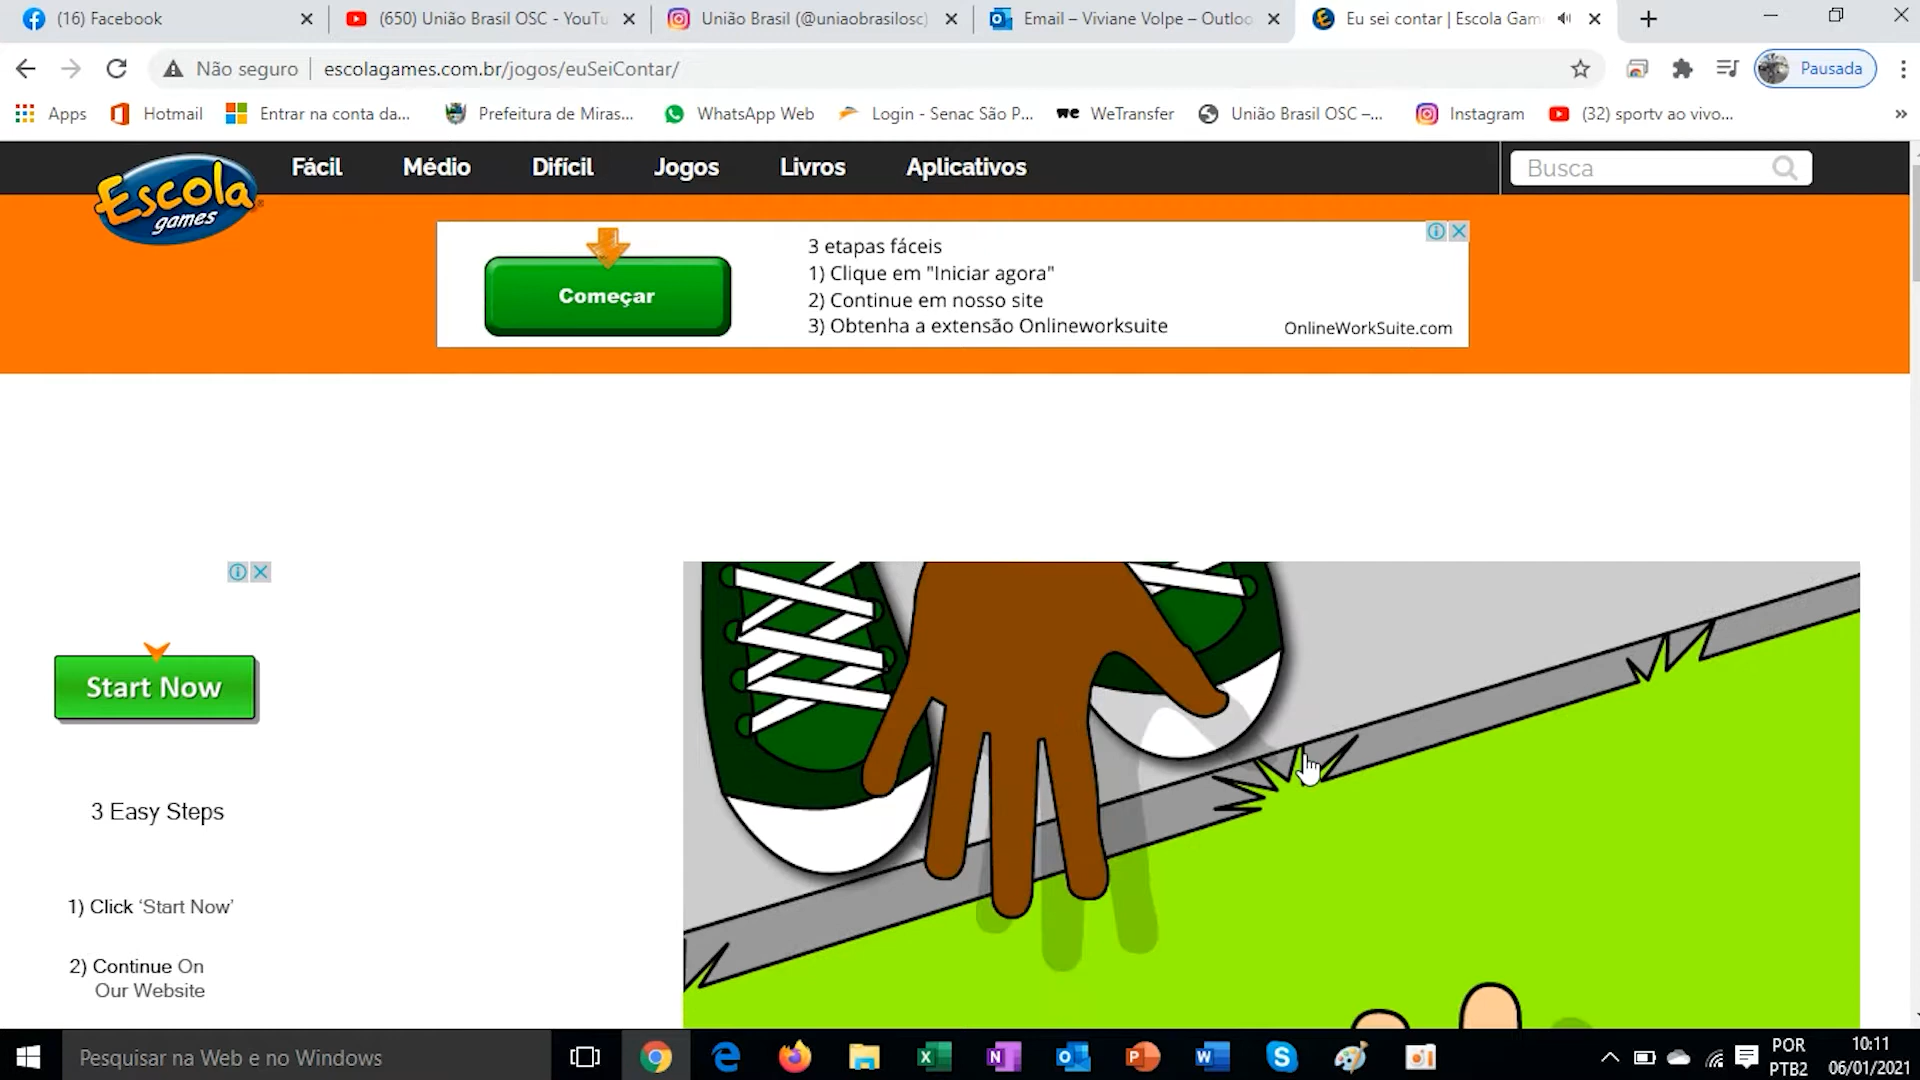 (16) Facebook
(650) União Brasil OSC - YouTu
União Brasil (@uniaobrasilosc)
Email – Viviane Volpe – Outloo
Eu sei contar | Escola Gam
Não seguro
escolagames.com.br/jogos/euSeiContar/
Pausada
Apps
Hotmail
Entrar na conta da...
Prefeitura de Miras...
WhatsApp Web
Login - Senac São P...
we WeTransfer
União Brasil OSC –...
Instagram
(32) sportv ao vivo...
»
Escola
games
Fácil
Médio
Difícil
Jogos
Livros
Aplicativos
Busca
Começar
3 etapas fáceis
1) Clique em "Iniciar agora"
2) Continue em nosso site
3) Obtenha a extensão Onlineworksuite
OnlineWorkSuite.com
Start Now
3 Easy Steps
1) Click ‘Start Now’
2) Continue On
Our Website
Pesquisar na Web e no Windows
POR
PTB2
10:11
06/01/2021